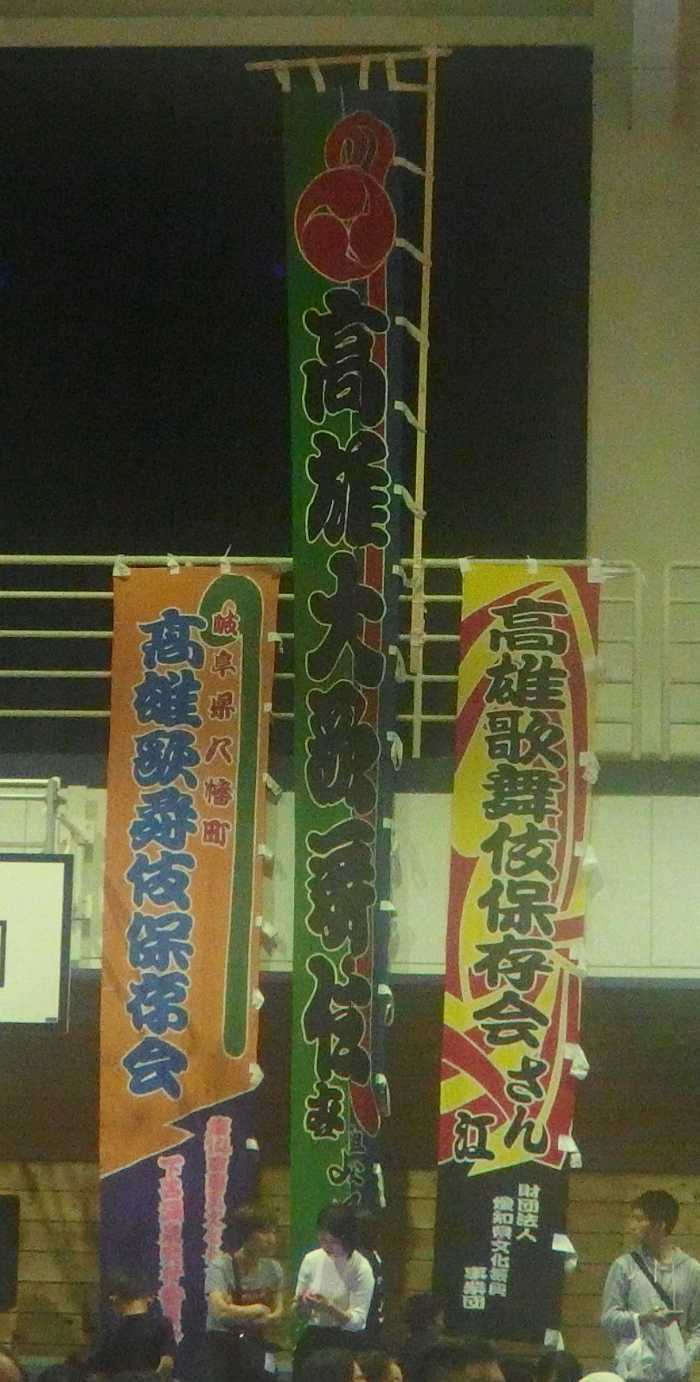 岐阜県八幡町
高雄歌舞伎保存会
高雄大歌舞伎
高雄歌舞伎保存会さん
江
財団法人
愛知県文化振興
事業団